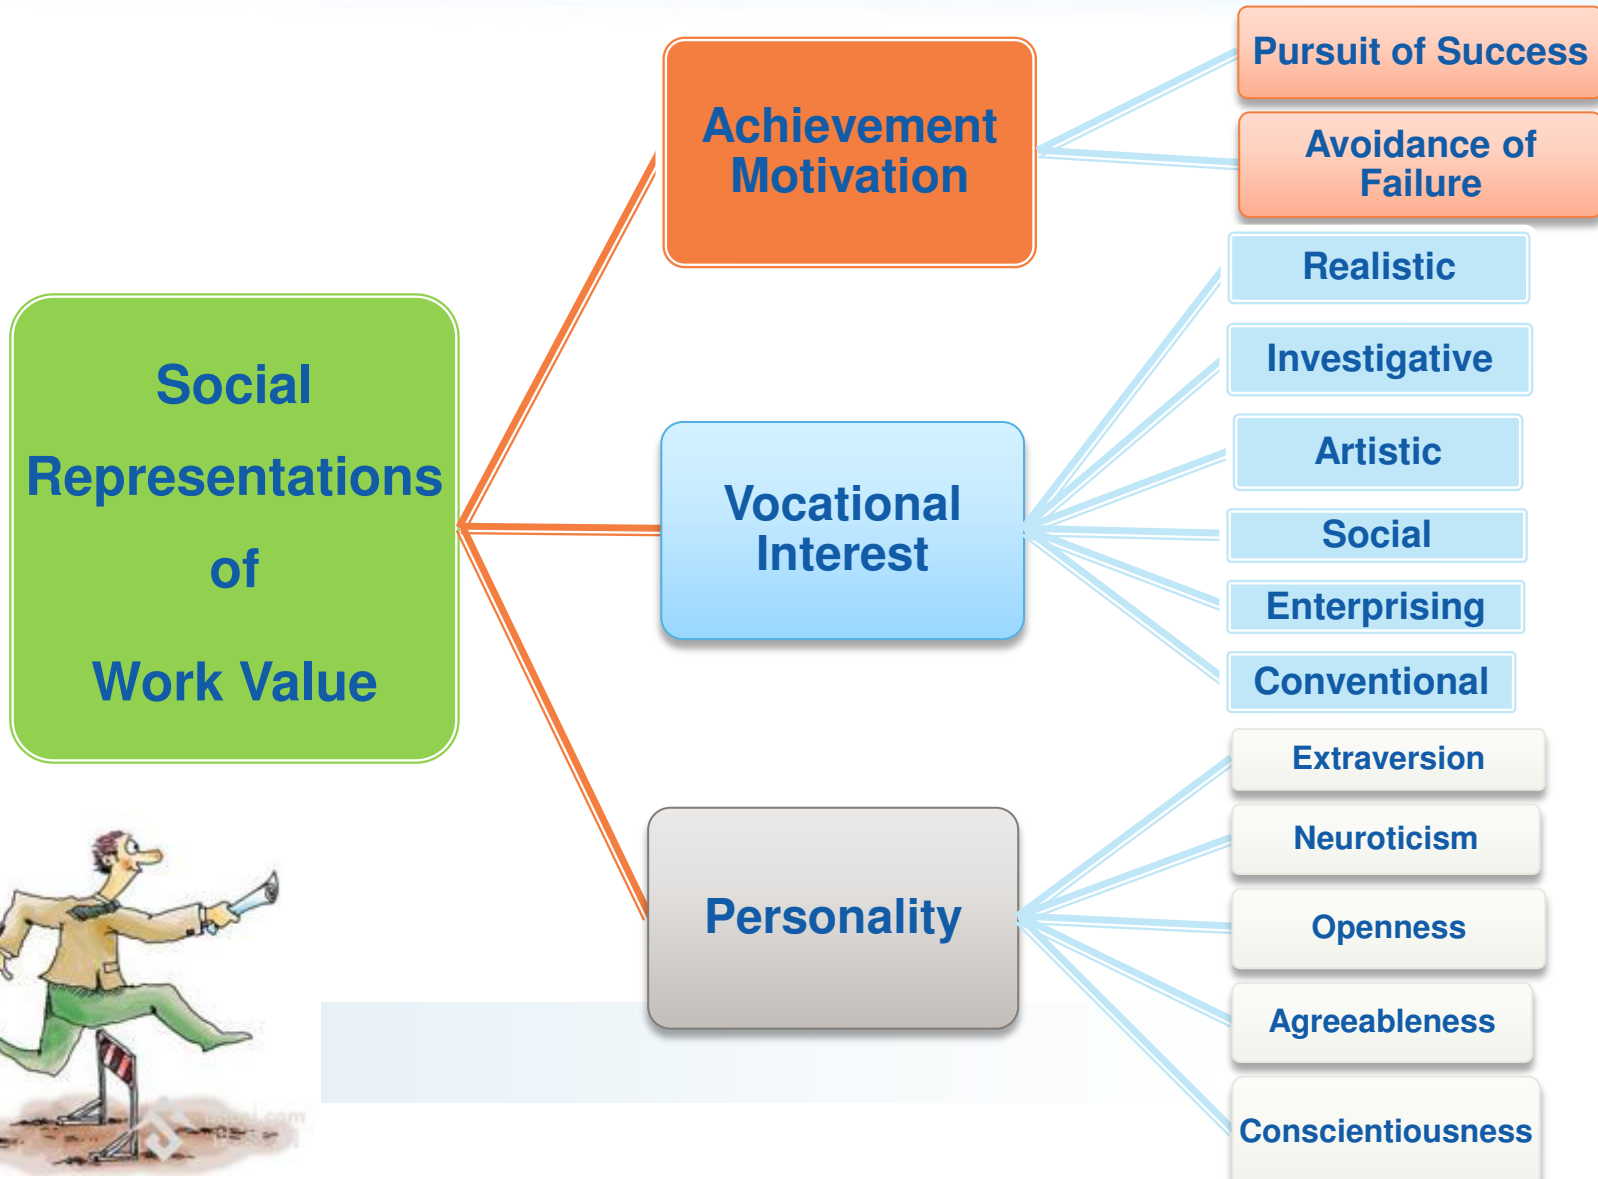 Social
Representations
of
Work Value
Achievement
Motivation
Pursuit of Success
Avoidance of
Failure
Vocational
Interest
Realistic
Investigative
Artistic
Social
Enterprising
Conventional
Personality
Extraversion
Neuroticism
Openness
Agreeableness
Conscientiousness